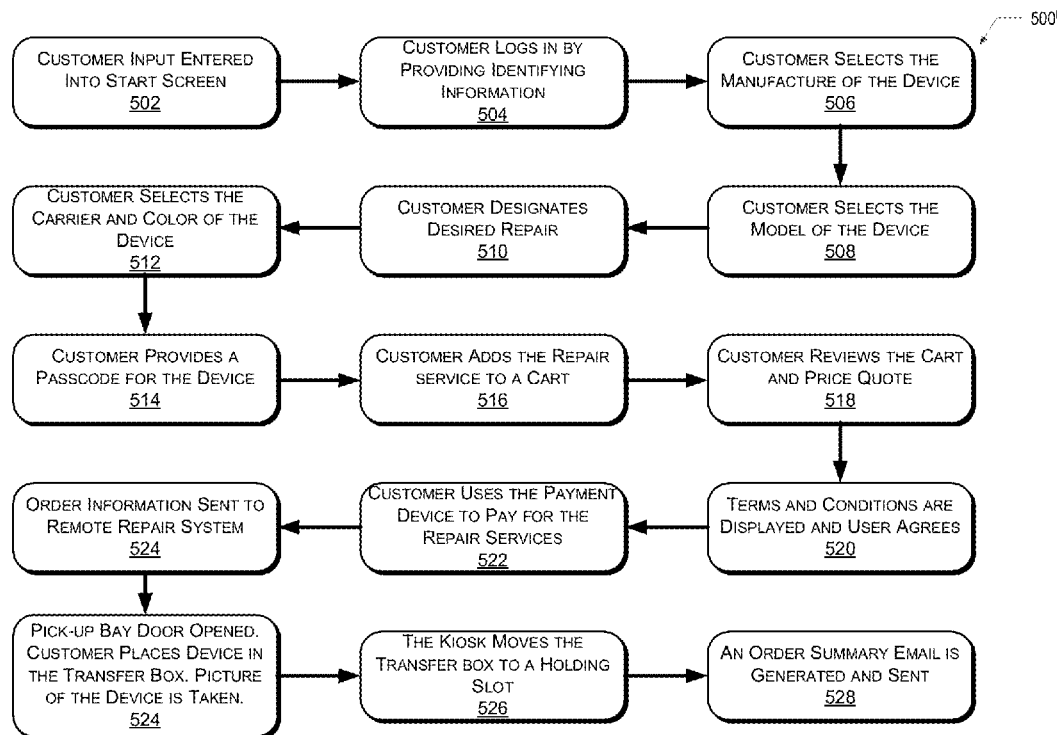 500
CUSTOMER INPUT ENTERED
INTO START SCREEN
502
CUSTOMER LOGS IN BY
PROVIDING IDENTIFYING
INFORMATION
504
CUSTOMER SELECTS THE
MANUFACTURE OF THE DEVICE
506
CUSTOMER SELECTS THE
MODEL OF THE DEVICE
508
CUSTOMER DESIGNATES
DESIRED REPAIR
510
CUSTOMER SELECTS THE
CARRIER AND COLOR OF THE
DEVICE
512
CUSTOMER PROVIDES A
PASSCODE FOR THE DEVICE
514
CUSTOMER ADDS THE REPAIR
SERVICE TO A CART
516
CUSTOMER REVIEWS THE CART
AND PRICE QUOTE
518
TERMS AND CONDITIONS ARE
DISPLAYED AND USER AGREES
520
CUSTOMER USES THE PAYMENT
DEVICE TO PAY FOR THE
REPAIR SERVICES
522
ORDER INFORMATION SENT TO
REMOTE REPAIR SYSTEM
524
PICK-UP BAY DOOR OPENED.
CUSTOMER PLACES DEVICE IN
THE TRANSFER BOX. PICTURE
OF THE DEVICE IS TAKEN.
524
THE KIOSK MOVES THE
TRANSFER BOX TO A HOLDING
SLOT
526
AN ORDER SUMMARY EMAIL IS
GENERATED AND SENT
528